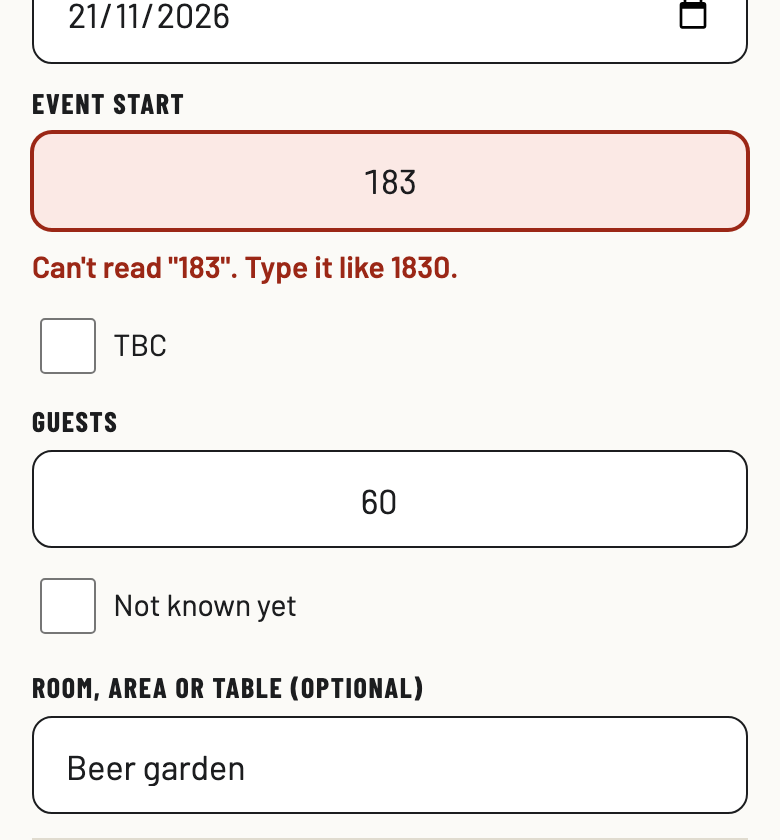 21/11/2026
EVENT START
183
Can't read "183". Type it like 1830.
TBC
GUESTS
60
Not known yet
ROOM, AREA OR TABLE (OPTIONAL)
Beer garden